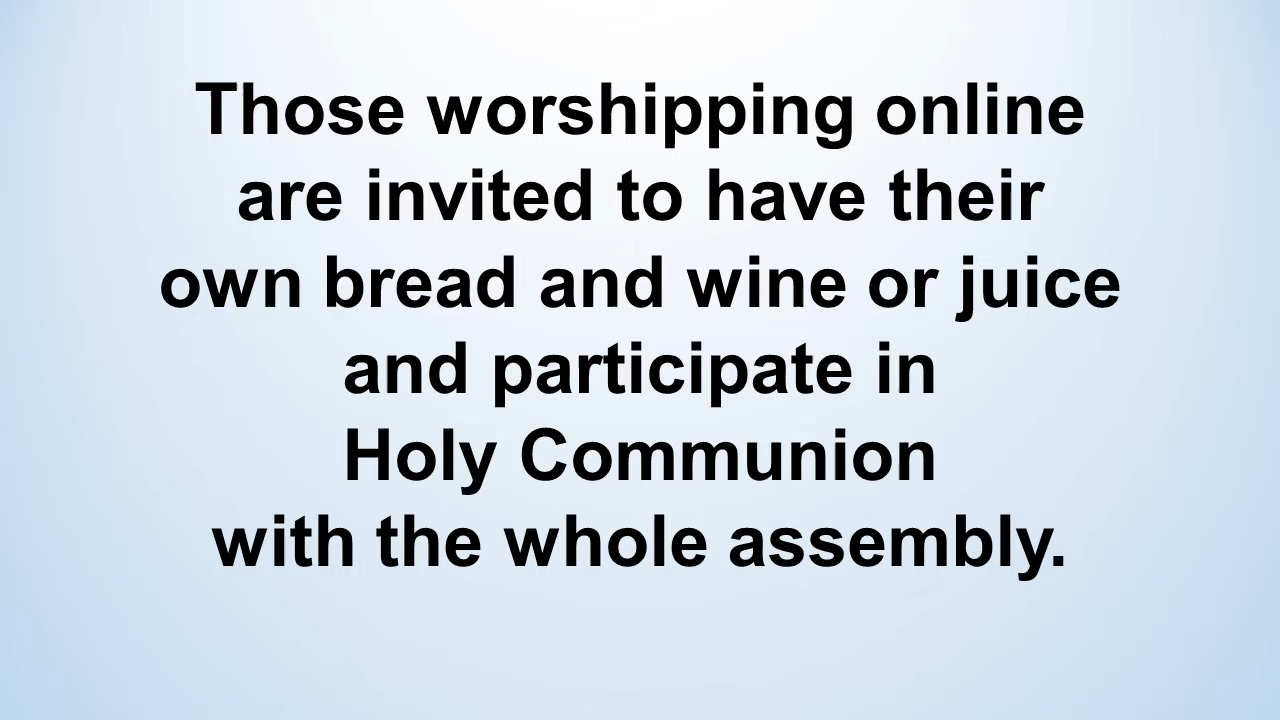 Those worshipping online
are invited to have their
own bread and wine or juice
and participate in
Holy Communion
with the whole assembly.